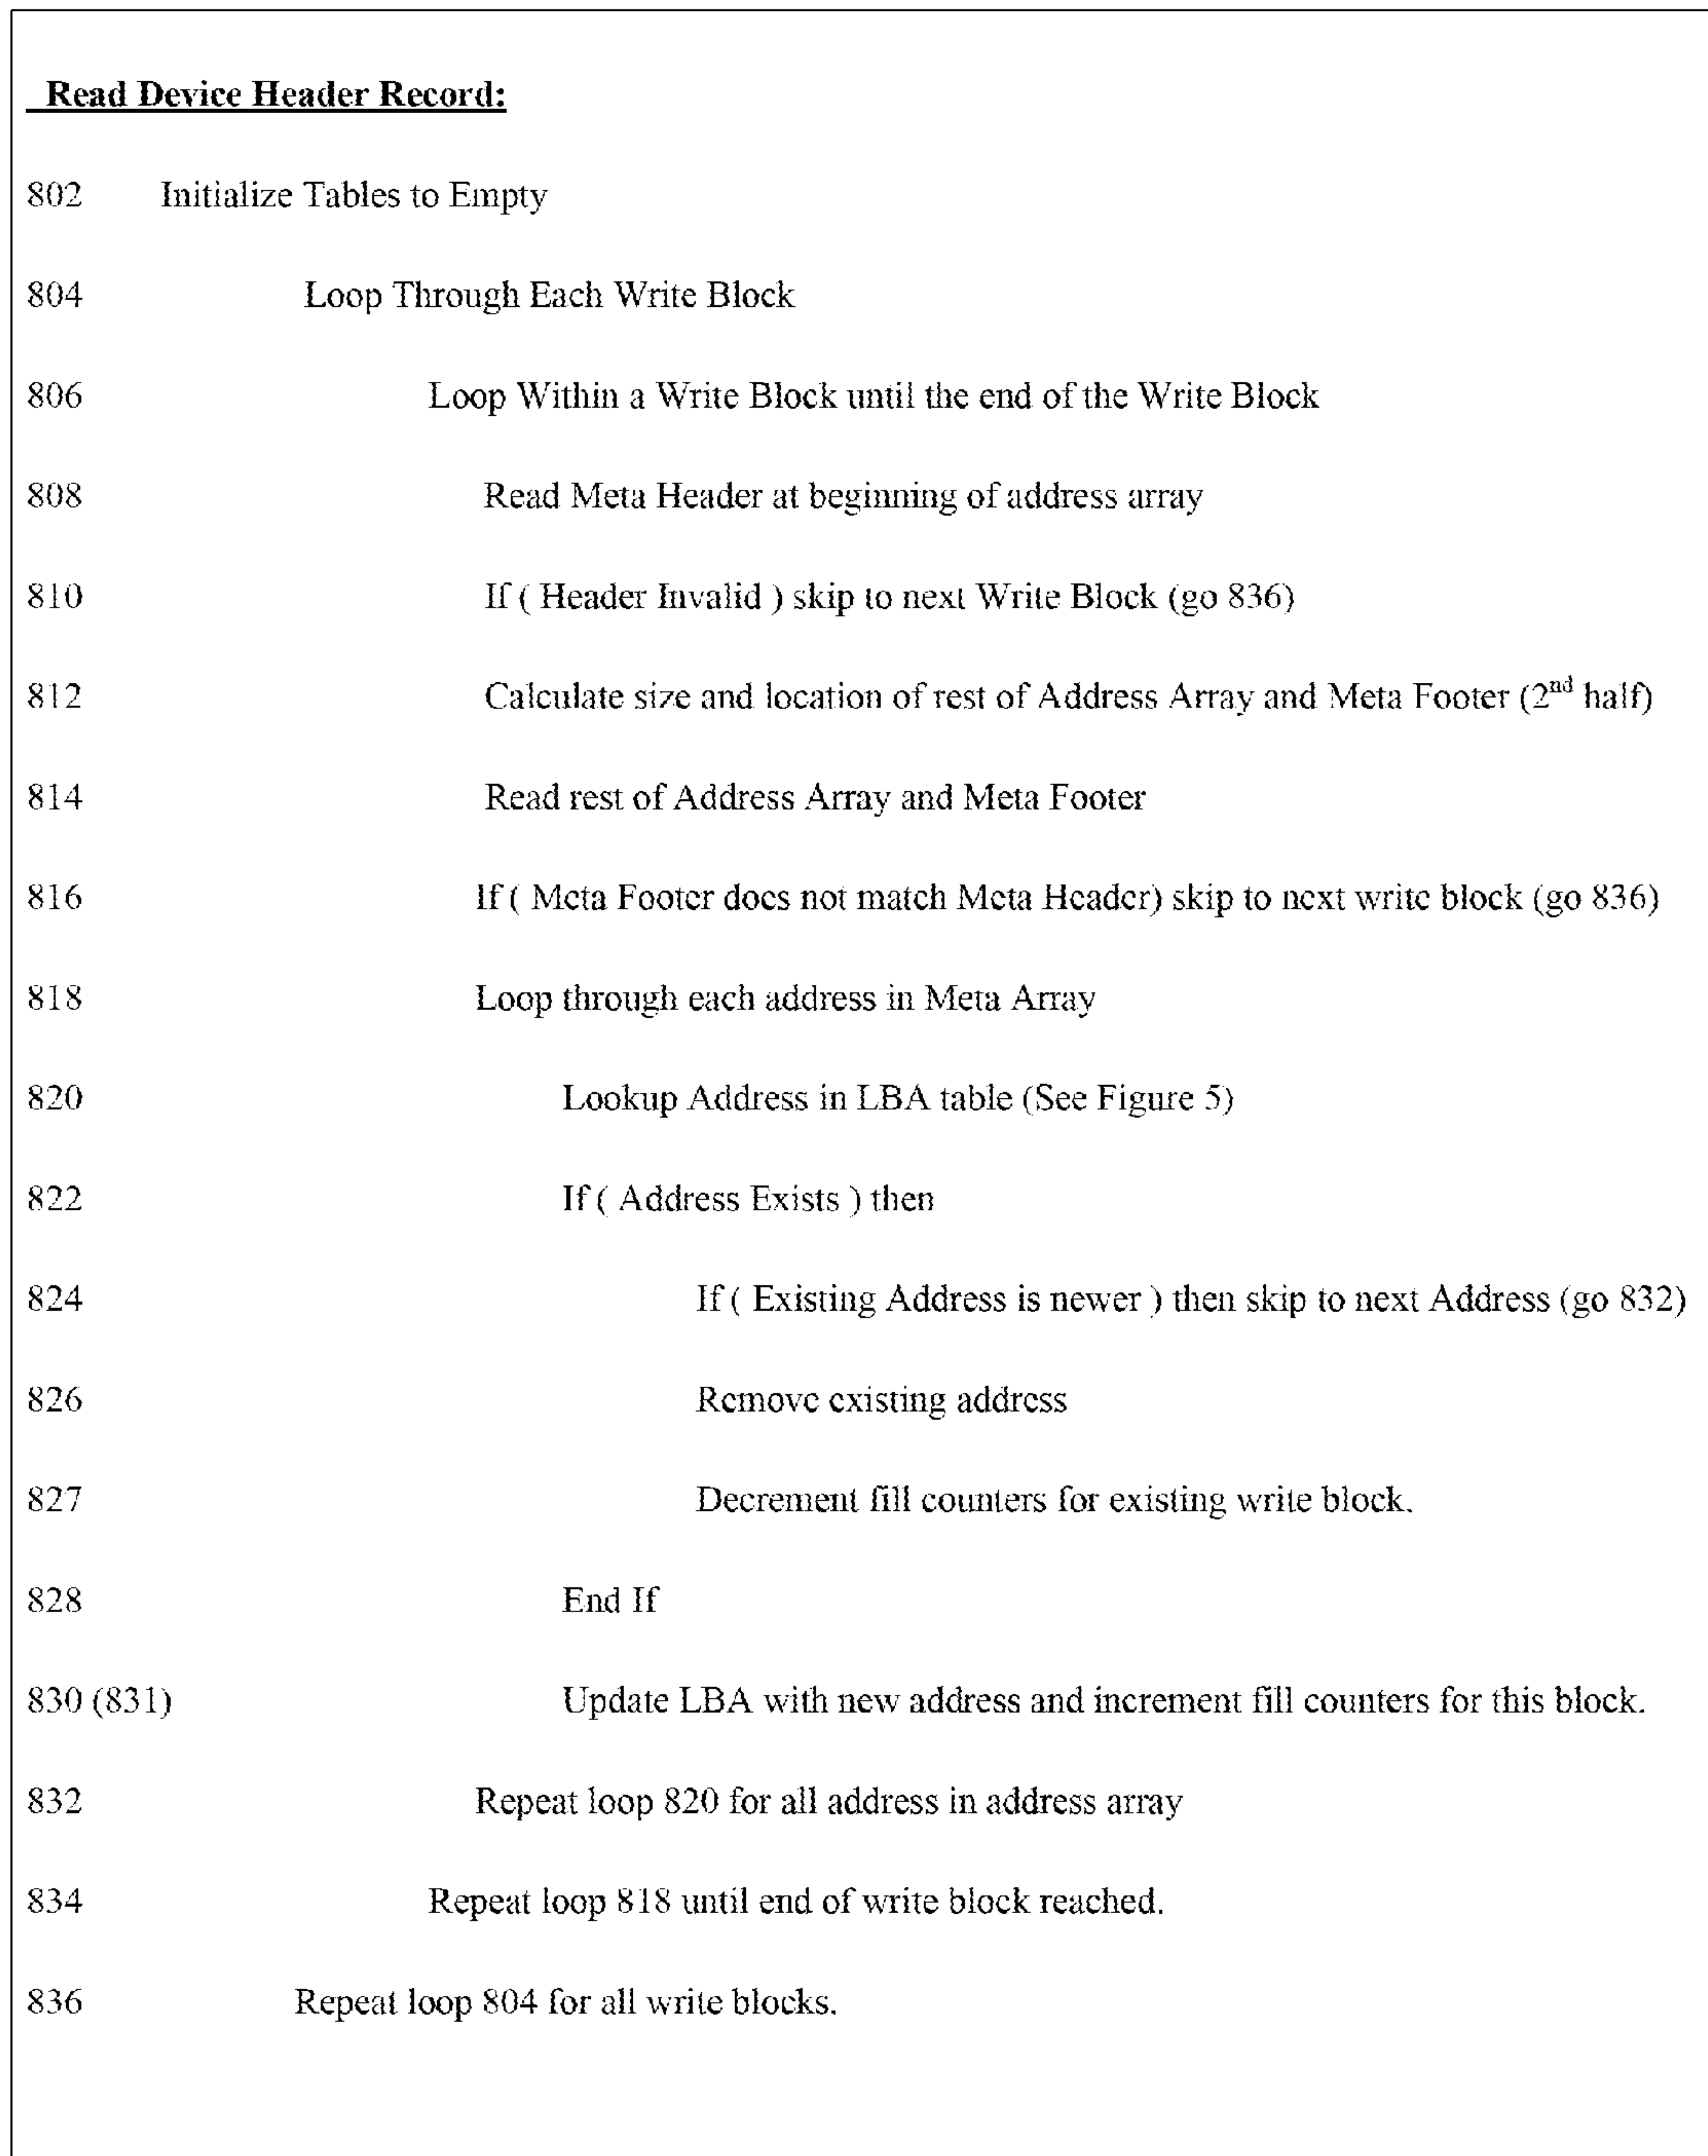 Read Device Header Record:
802 Initialize Tables to Empty
804 Loop Through Each Write Block
806 Loop Within a Write Block until the end of the Write Block
808 Read Meta Header at beginning of address array
810 If ( Header Invalid ) skip to next Write Block (go 836)
812 Calculate size and location of rest of Address Array and Meta Footer (2nd half)
814 Read rest of Address Array and Meta Footer
816 If ( Meta Footer does not match Meta Header) skip to next write block (go 836)
818 Loop through each address in Meta Array
820 Lookup Address in LBA table (See Figure 5)
822 If ( Address Exists ) then
824 If ( Existing Address is newer ) then skip to next Address (go 832)
826 Remove existing address
827 Decrement fill counters for existing write block.
828 End If
830 (831) Update LBA with new address and increment fill counters for this block.
832 Repeat loop 820 for all address in address array
834 Repeat loop 818 until end of write block reached.
836 Repeat loop 804 for all write blocks.